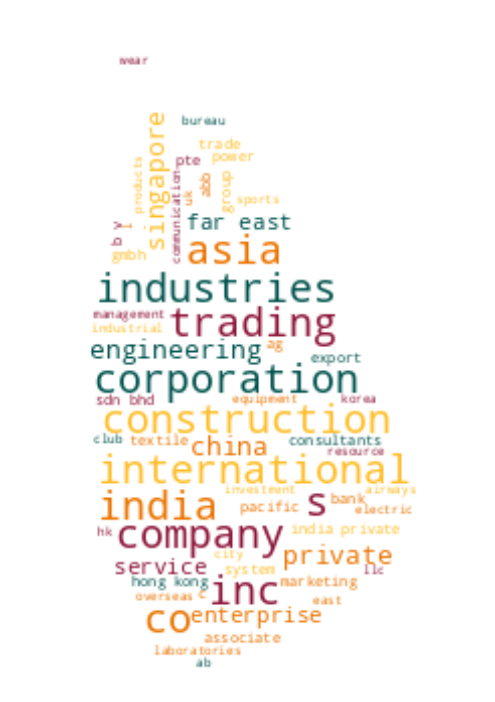 wear
bureau
singapore
trade
products
pte
power
communication
abb
group
uk
sports
far east
b v
l
gmbh
asia
industries
management
trading
industrial
engineering
ag
export
corporation
sdn bhd
equipment
korea
construction
club
textile
china
consultants
resource
international
investment
airways
india
s
bank
pacific
electric
hk
company
india private
city
private
service
system
llc
hong kong
inc
marketing
overseas
c
east
co
enterprise
associate
laboratories
ab